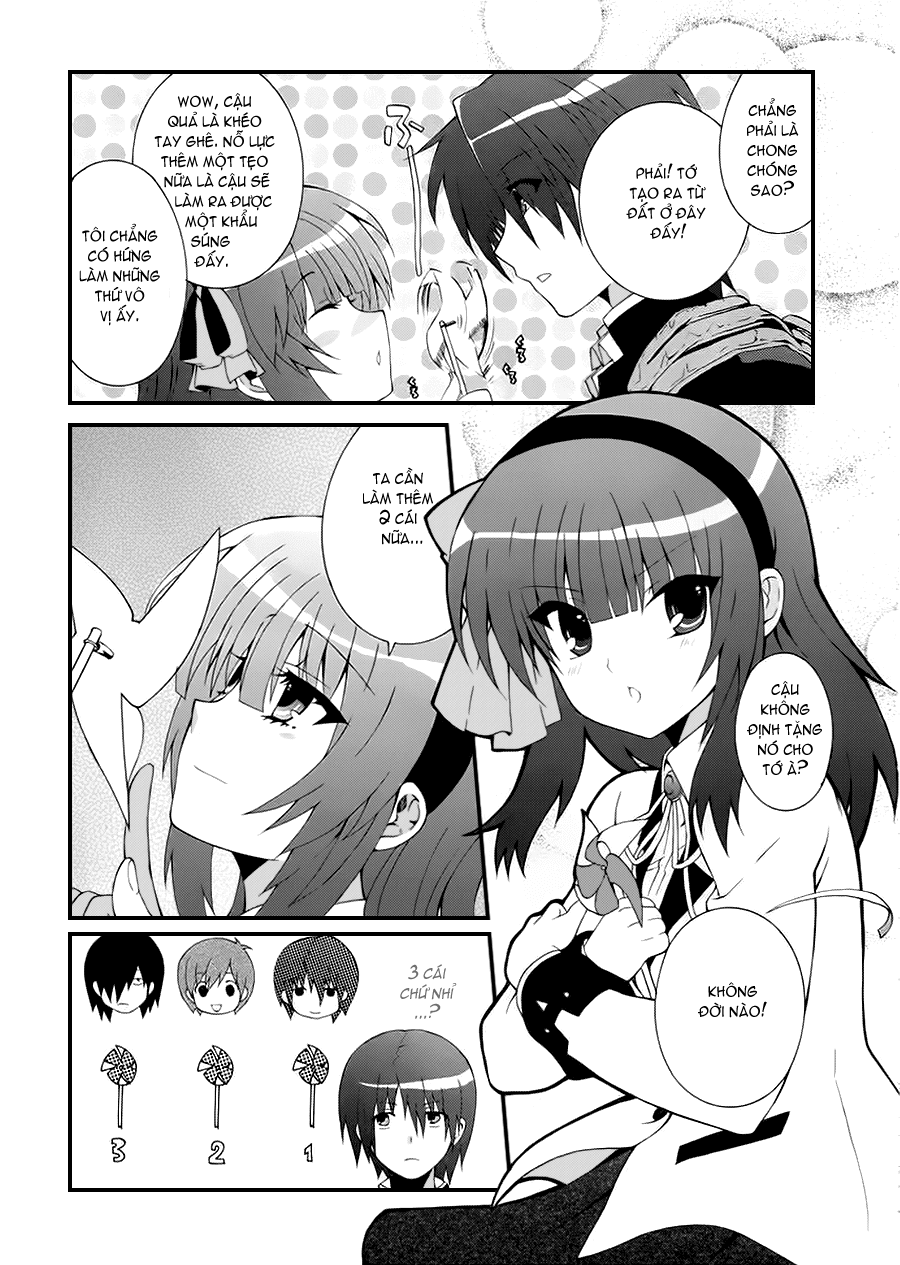 CHẲNG
PHẢI LÀ
CHONG
CHÓNG
SAO?
PHẢI! TỚ
TẠO RA TỪ
ĐẤT Ở ĐÂY
ĐẤY!
ふー
WOW, CẬU
QUẢ LÀ KHÉO
TAY GHÊ. NỖ LỰC
THÊM MỘT TẸO
NỮA LÀ CẬU SẼ
LÀM RA ĐƯỢC
MỘT KHẨU
SÚNG
ĐẤY.
TÔI CHẲNG
CÓ HỨNG
LÀM NHỮNG
THỨ VÔ
VỊ ẤY.
TA CẦN
LÀM THÊM
2 CÁI
NỮA...
CẬU
KHÔNG
ĐỊNH TẶNG
NÓ CHO
TỚ À?
KHÔNG
ĐỜI NÀO!
3 CÁI
CHỨ NHỈ
...?
3 2 1